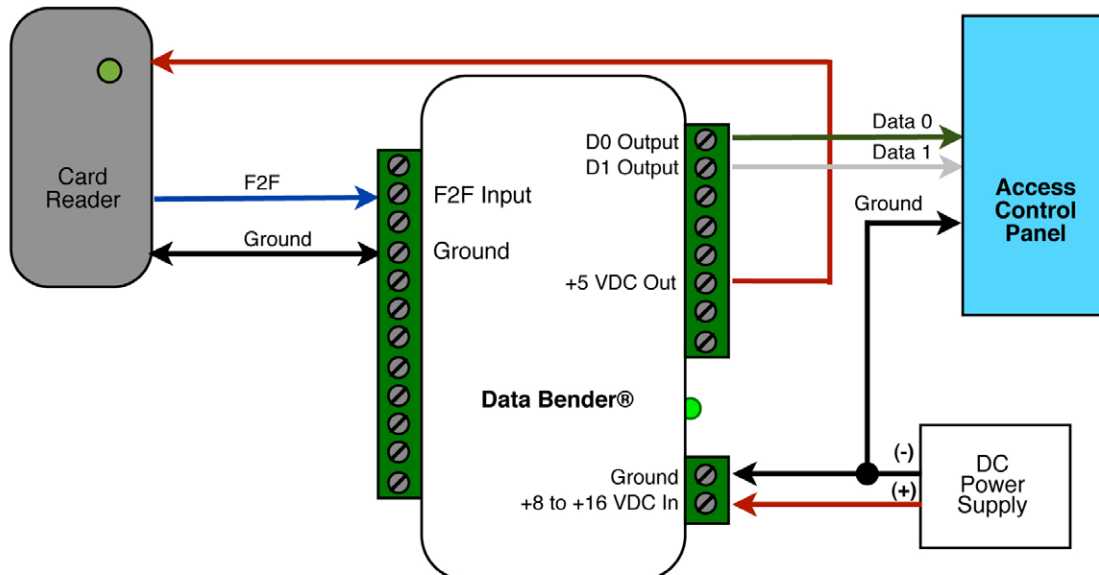 Card
Reader
F2F
Ground
F2F Input
Ground
D0 Output
D1 Output
+5 VDC Out
Data Bender®
Ground
+8 to +16 VDC In
Data 0
Data 1
Ground
Access
Control
Panel
(-)
(+)
DC
Power
Supply